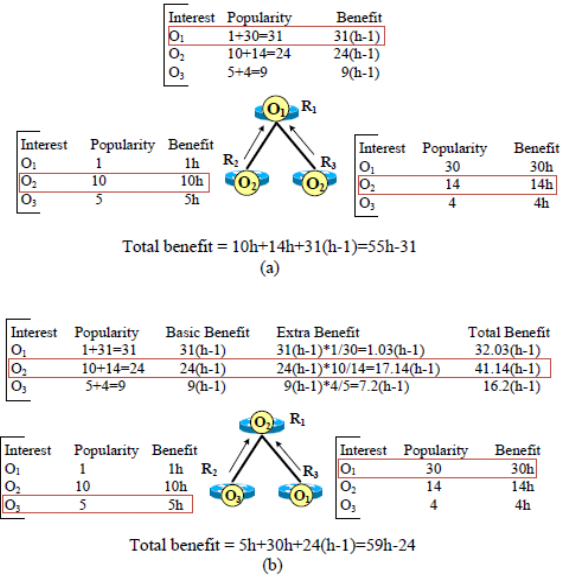 Interest Popularity Benefit
O₁ 1+30=31 31(h-1)
O₂ 10+14=24 24(h-1)
O₃ 5+4=9 9(h-1)
O₁ R₁
Interest Popularity Benefit
O₁ 1 1h
O₂ 10 10h
O₃ 5 5h
R₂ R₃
O₂ O₂
Interest Popularity Benefit
O₁ 30 30h
O₂ 14 14h
O₃ 4 4h
Total benefit = 10h+14h+31(h-1)=55h-31
(a)
Interest Popularity Basic Benefit Extra Benefit Total Benefit
O₁ 1+31=31 31(h-1) 31(h-1)*1/30=1.03(h-1) 32.03(h-1)
O₂ 10+14=24 24(h-1) 24(h-1)*10/14=17.14(h-1) 41.14(h-1)
O₃ 5+4=9 9(h-1) 9(h-1)*4/5=7.2(h-1) 16.2(h-1)
O₂ R₁
Interest Popularity Benefit
O₁ 1 1h
O₂ 10 10h
O₃ 5 5h
R₂ R₃
O₃ O₁
Interest Popularity Benefit
O₁ 30 30h
O₂ 14 14h
O₃ 4 4h
Total benefit = 5h+30h+24(h-1)=59h-24
(b)